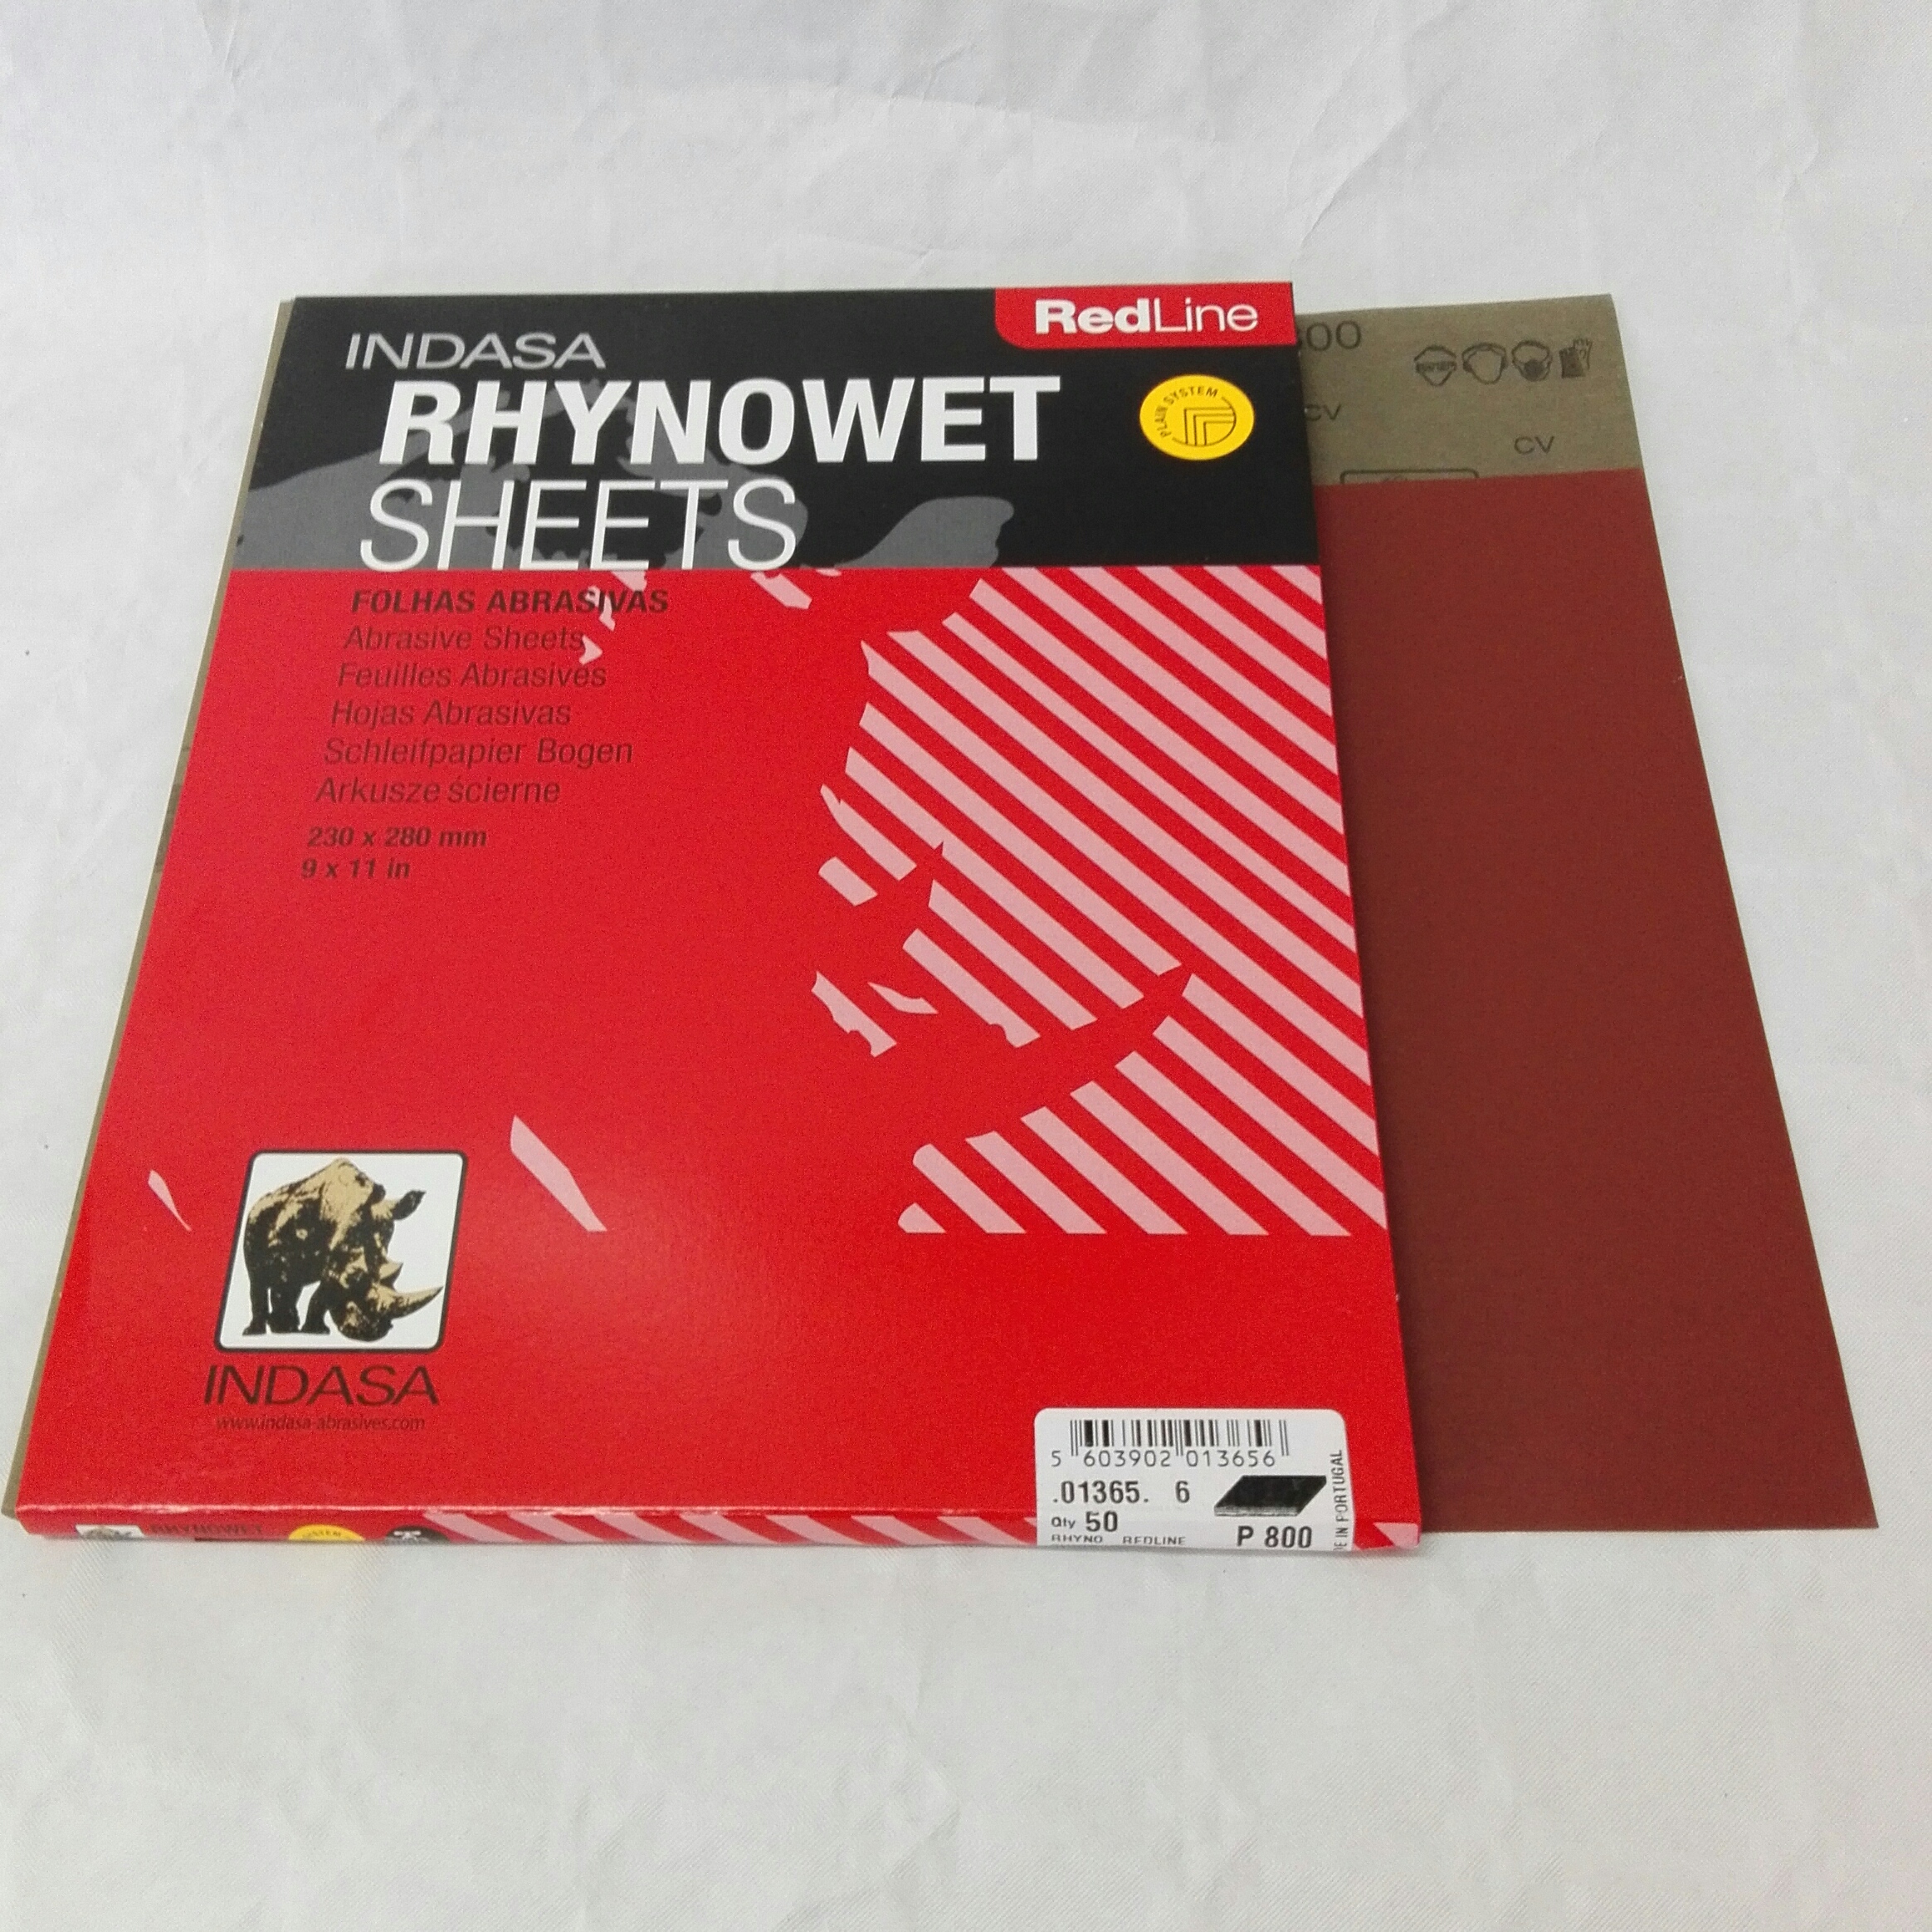 RedLine
INDASA
RHYNOWET
SHEETS
PLAIN SYSTEM
FOLHAS ABRASIVAS
Abrasive Sheets
Feuilles Abrasives
Hojas Abrasivas
Schleifpapier Bogen
Arkusze ścierne
230 x 280 mm
9 x 11 in
INDASA
www.indasa-abrasives.com
5 603902 013656
.01365. 6
Qty 50
RHYNO REDLINE
P 800
IN PORTUGAL
RHYNOWET
CV
CV